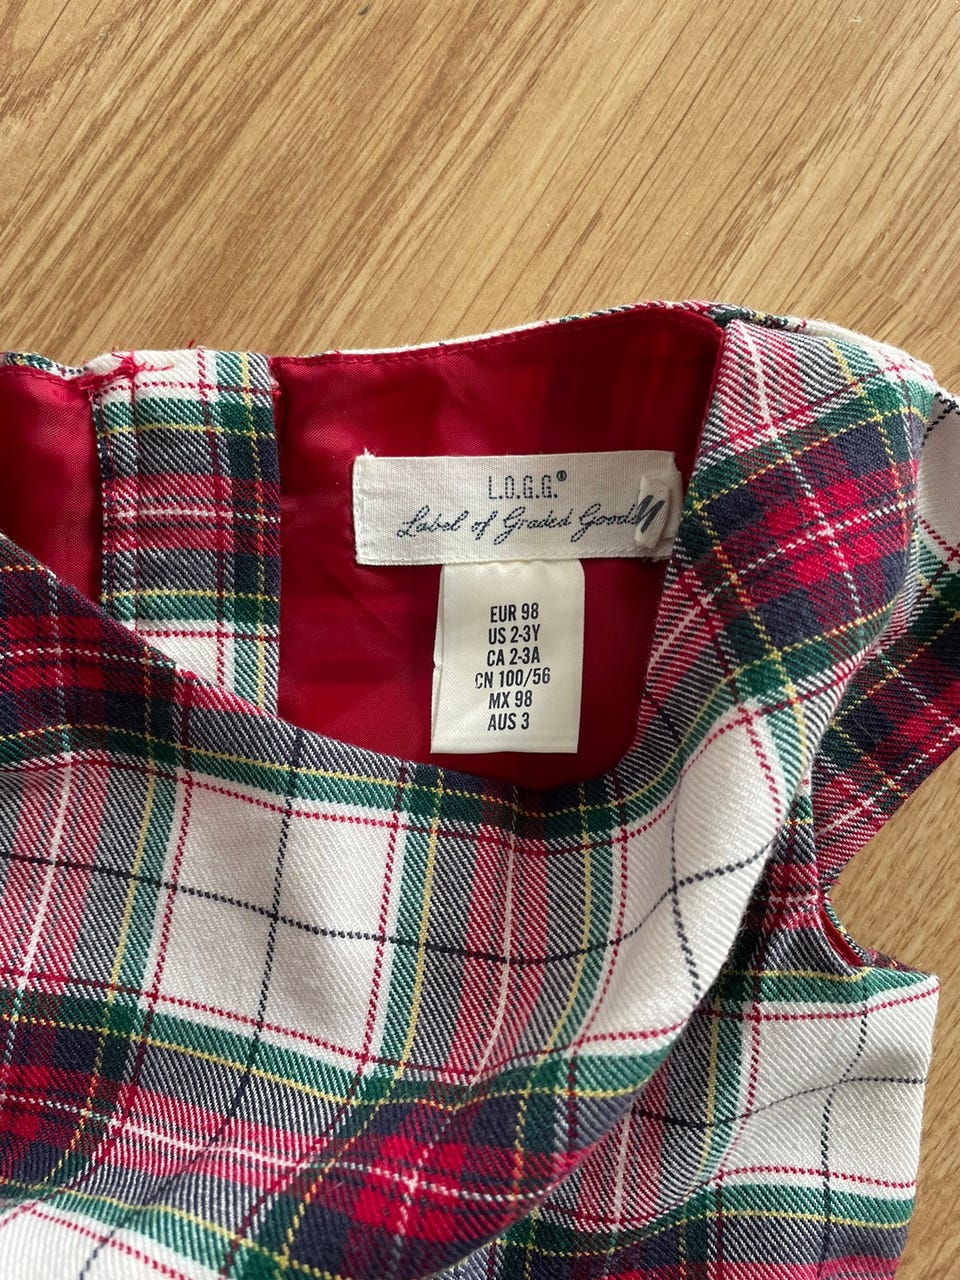 L.O.G.G.®
Label of Graded Goods
EUR 98
US 2-3Y
CA 2-3A
CN 100/56
MX 98
AUS 3